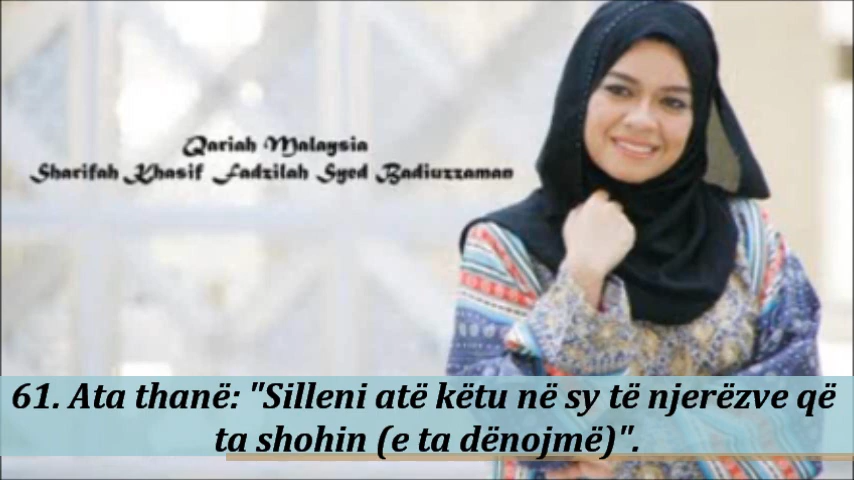 Qariah Malaysia
Sharifah Khasif Fadzilah Syed Badiuzzaman
61. Ata thanë: "Silleni atë këtu në sy të njerëzve që
ta shohin (e ta dënojmë)".